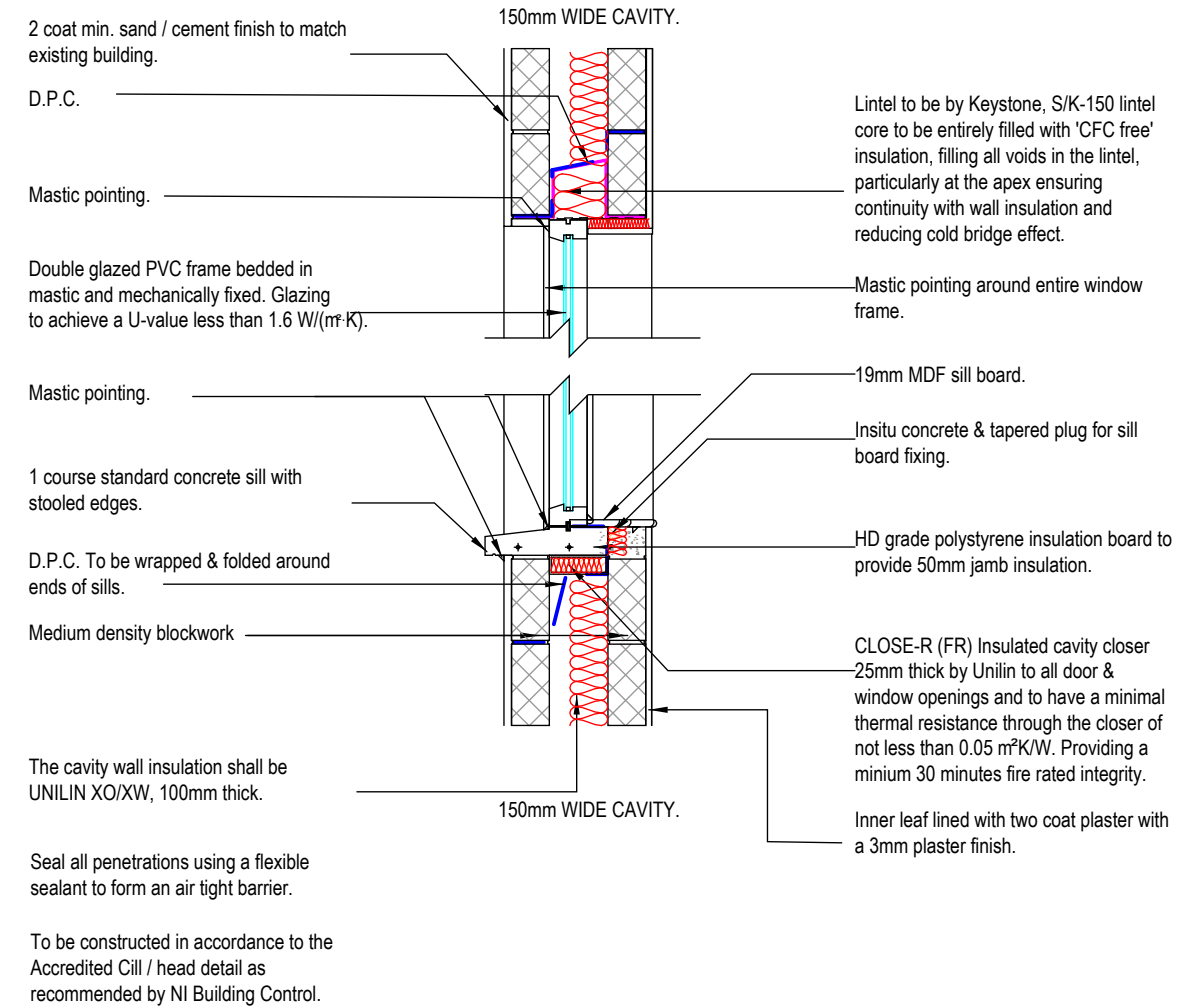 150mm WIDE CAVITY.
2 coat min. sand / cement finish to match
existing building.
D.P.C.
Mastic pointing.
Double glazed PVC frame bedded in
mastic and mechanically fixed. Glazing
to achieve a U-value less than 1.6 W/(m²·K).
Mastic pointing.
1 course standard concrete sill with
stooled edges.
D.P.C. To be wrapped & folded around
ends of sills.
Medium density blockwork
The cavity wall insulation shall be
UNILIN XO/XW, 100mm thick.
Seal all penetrations using a flexible
sealant to form an air tight barrier.
To be constructed in accordance to the
Accredited Cill / head detail as
recommended by NI Building Control.
Lintel to be by Keystone, S/K-150 lintel
core to be entirely filled with 'CFC free'
insulation, filling all voids in the lintel,
particularly at the apex ensuring
continuity with wall insulation and
reducing cold bridge effect.
Mastic pointing around entire window
frame.
19mm MDF sill board.
Insitu concrete & tapered plug for sill
board fixing.
HD grade polystyrene insulation board to
provide 50mm jamb insulation.
CLOSE-R (FR) Insulated cavity closer
25mm thick by Unilin to all door &
window openings and to have a minimal
thermal resistance through the closer of
not less than 0.05 m²K/W. Providing a
minium 30 minutes fire rated integrity.
Inner leaf lined with two coat plaster with
a 3mm plaster finish.
150mm WIDE CAVITY.